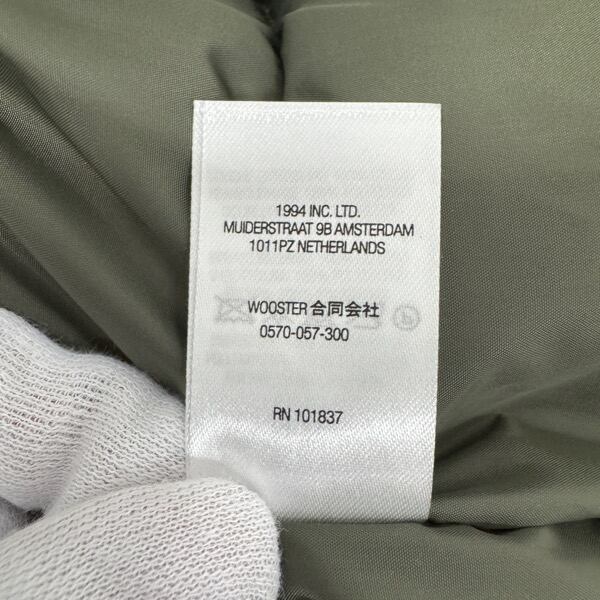 1994 INC. LTD.
MUIDERSTRAAT 9B AMSTERDAM
1011PZ NETHERLANDS
WOOSTER 合同会社
0570-057-300
RN 101837